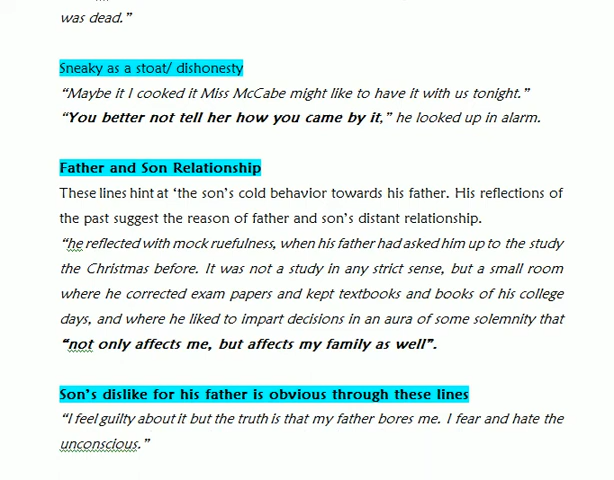 was dead.”
Sneaky as a stoat/ dishonesty
“Maybe it I cooked it Miss McCabe might like to have it with us tonight.”
“You better not tell her how you came by it,” he looked up in alarm.
Father and Son Relationship
These lines hint at ‘the son’s cold behavior towards his father. His reflections of
the past suggest the reason of father and son’s distant relationship.
“he reflected with mock ruefulness, when his father had asked him up to the study
the Christmas before. It was not a study in any strict sense, but a small room
where he corrected exam papers and kept textbooks and books of his college
days, and where he liked to impart decisions in an aura of some solemnity that
“not only affects me, but affects my family as well”.
Son’s dislike for his father is obvious through these lines
“I feel guilty about it but the truth is that my father bores me. I fear and hate the
unconscious.”